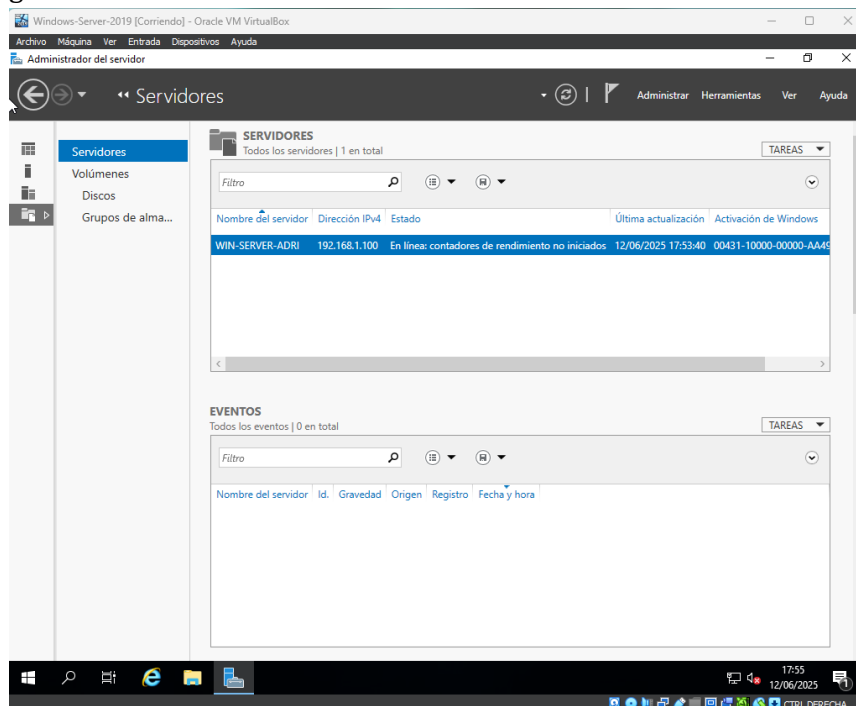 Windows-Server-2019 [Corriendo] - Oracle VM VirtualBox
Archivo Máquina Ver Entrada Dispositivos Ayuda
Administrador del servidor
Servidores
Administrar Herramientas Ver Ayuda
Servidores
Volúmenes
Discos
Grupos de alma...
SERVIDORES
Todos los servidores | 1 en total
TAREAS
Filtro
Nombre del servidor Dirección IPv4 Estado Última actualización Activación de Windows
WIN-SERVER-ADRI 192.168.1.100 En línea: contadores de rendimiento no iniciados 12/06/2025 17:53:40 00431-10000-00000-AA49
EVENTOS
Todos los eventos | 0 en total
TAREAS
Filtro
Nombre del servidor Id. Gravedad Origen Registro Fecha y hora
17:55
12/06/2025
1
CTRL DERECHA